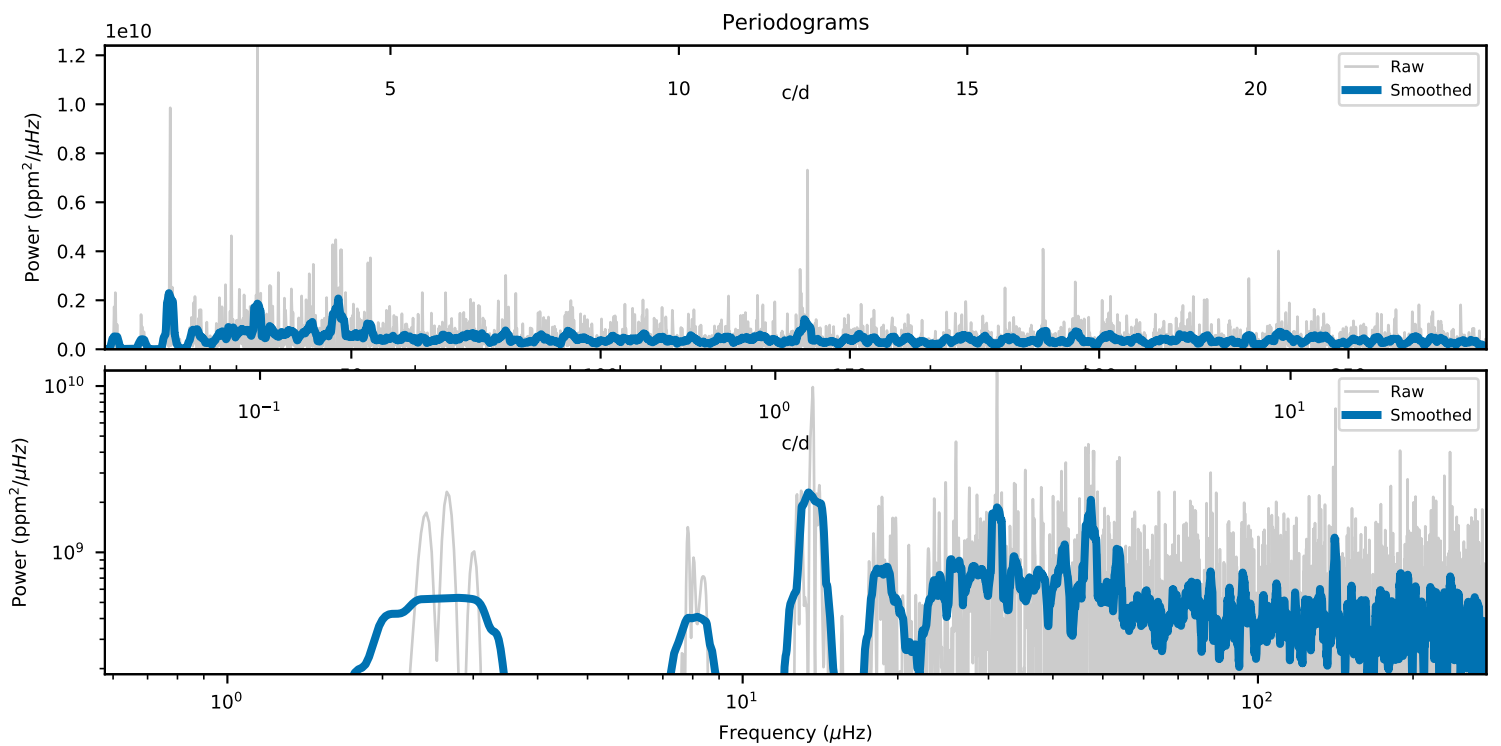 Periodograms
1e10
1.2
1.0
0.8
0.6
0.4
0.2
0.0
Power (ppm²/μHz)
5
10
15
20
c/d
Raw
Smoothed
10¹⁰
10⁹
Power (ppm²/μHz)
10⁻¹
10⁰
10¹
c/d
Raw
Smoothed
10⁰
10¹
10²
Frequency (μHz)